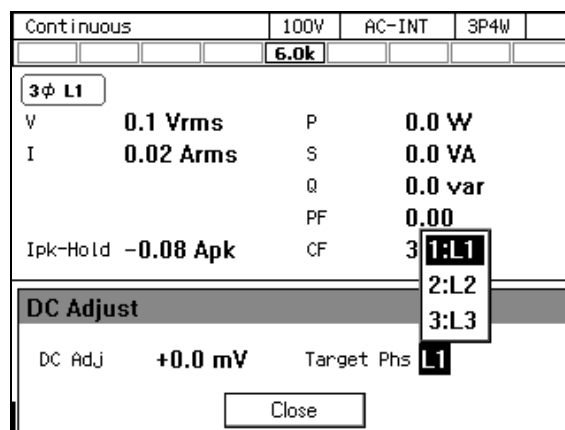 Continuous 100V AC-INT 3P4W
6.0k
3φ L1
V 0.1 Vrms P 0.0 W
I 0.02 Arms S 0.0 VA
Q 0.0 var
PF 0.00
Ipk-Hold -0.08 Apk CF 3
1:L1
2:L2
3:L3
DC Adjust
DC Adj +0.0 mV Target Phs L1
Close